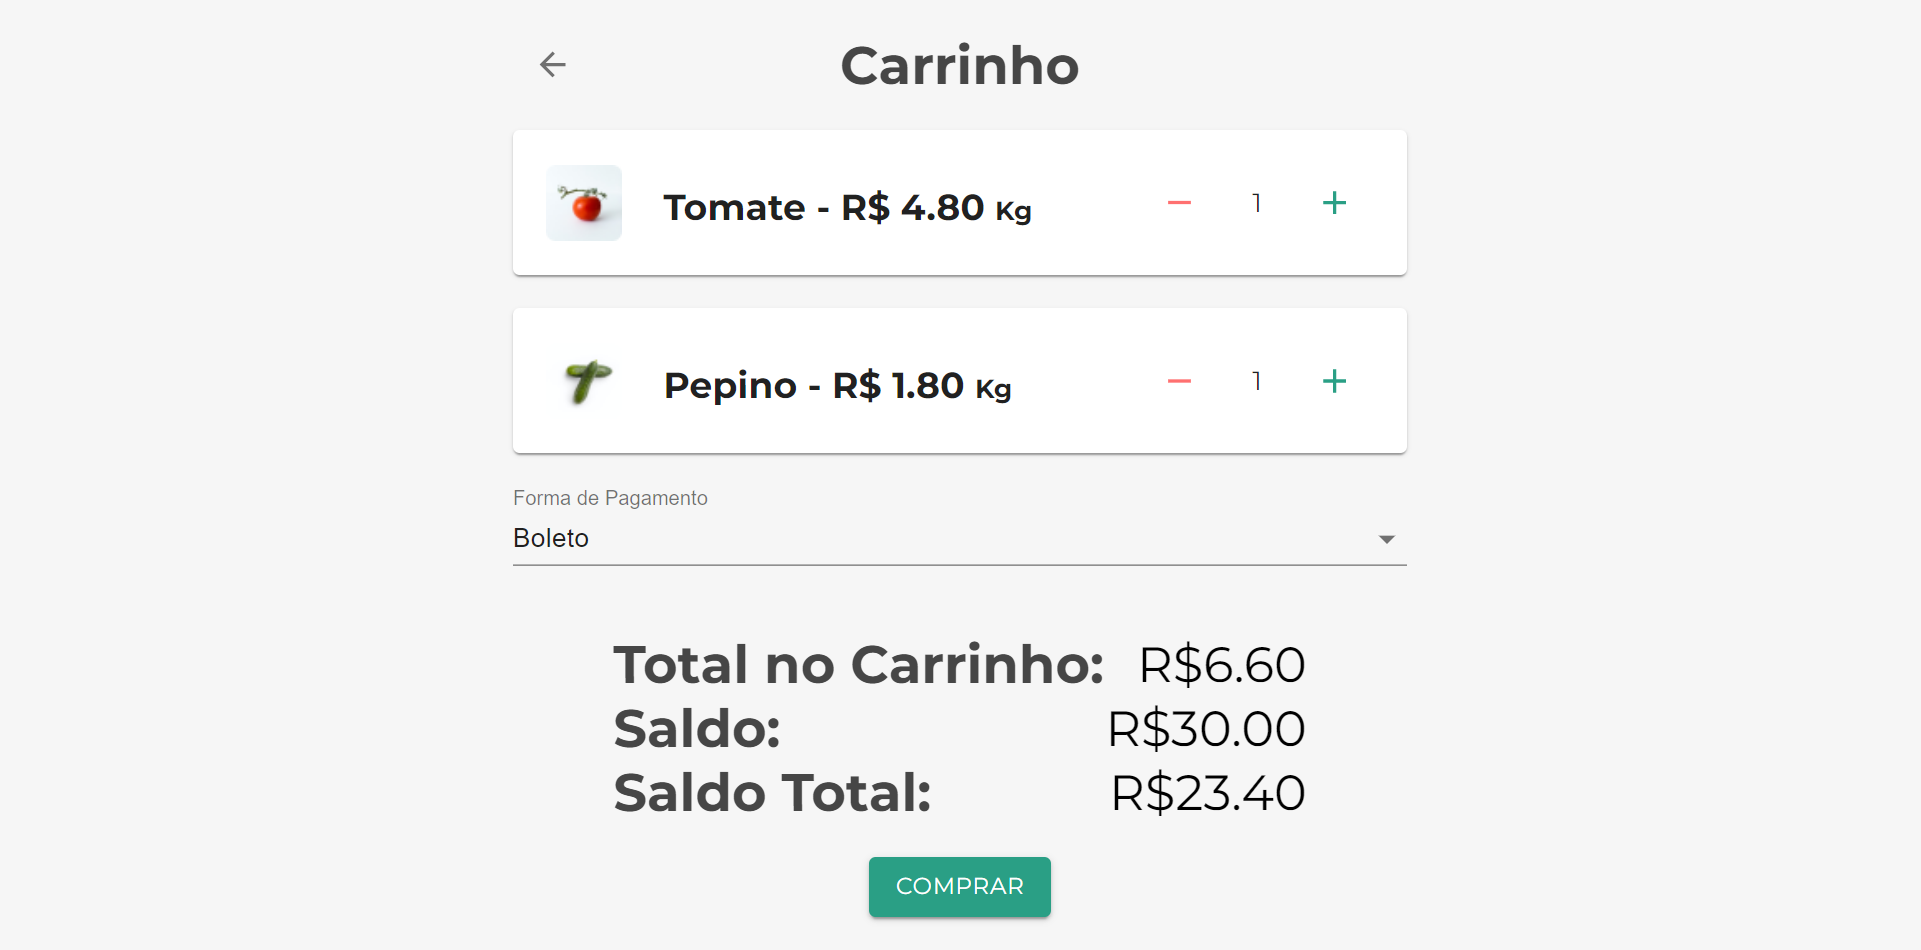 Carrinho
Tomate - R$ 4.80 Kg
1
Pepino - R$ 1.80 Kg
1
Forma de Pagamento
Boleto
Total no Carrinho: R$6.60
Saldo: R$30.00
Saldo Total: R$23.40
COMPRAR